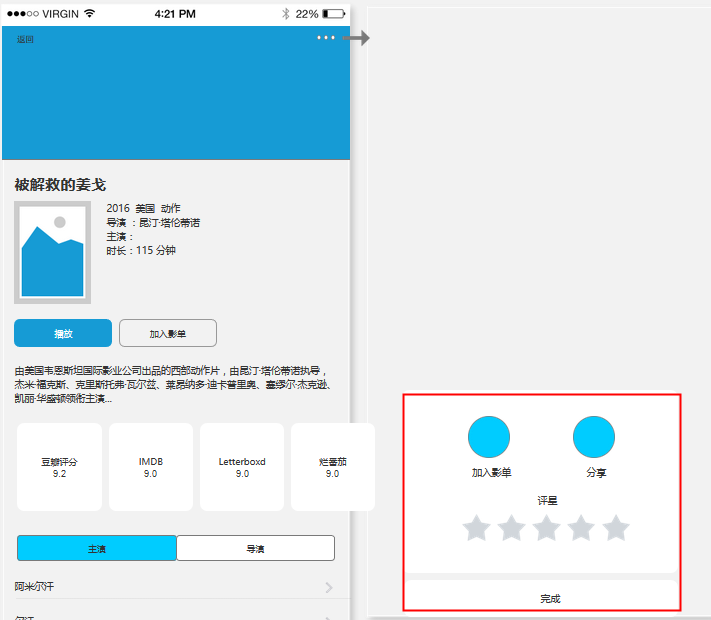 VIRGIN 4:21 PM 22%
返回
被解救的姜戈
2016 美国 动作
导演 ：昆汀·塔伦蒂诺
主演：
时长：115 分钟
播放 加入影单
由美国韦恩斯坦国际影业公司出品的西部动作片，由昆汀·塔伦蒂诺执导，
杰米·福克斯、克里斯托弗·瓦尔兹、莱昂纳多·迪卡普里奥、塞缪尔·杰克逊、
凯丽·华盛顿领衔主演...
豆瓣评分 IMDB Letterboxd 烂番茄
9.2 9.0 9.0 9.0
主演 导演
阿米尔汗
加入影单 分享
评星
完成